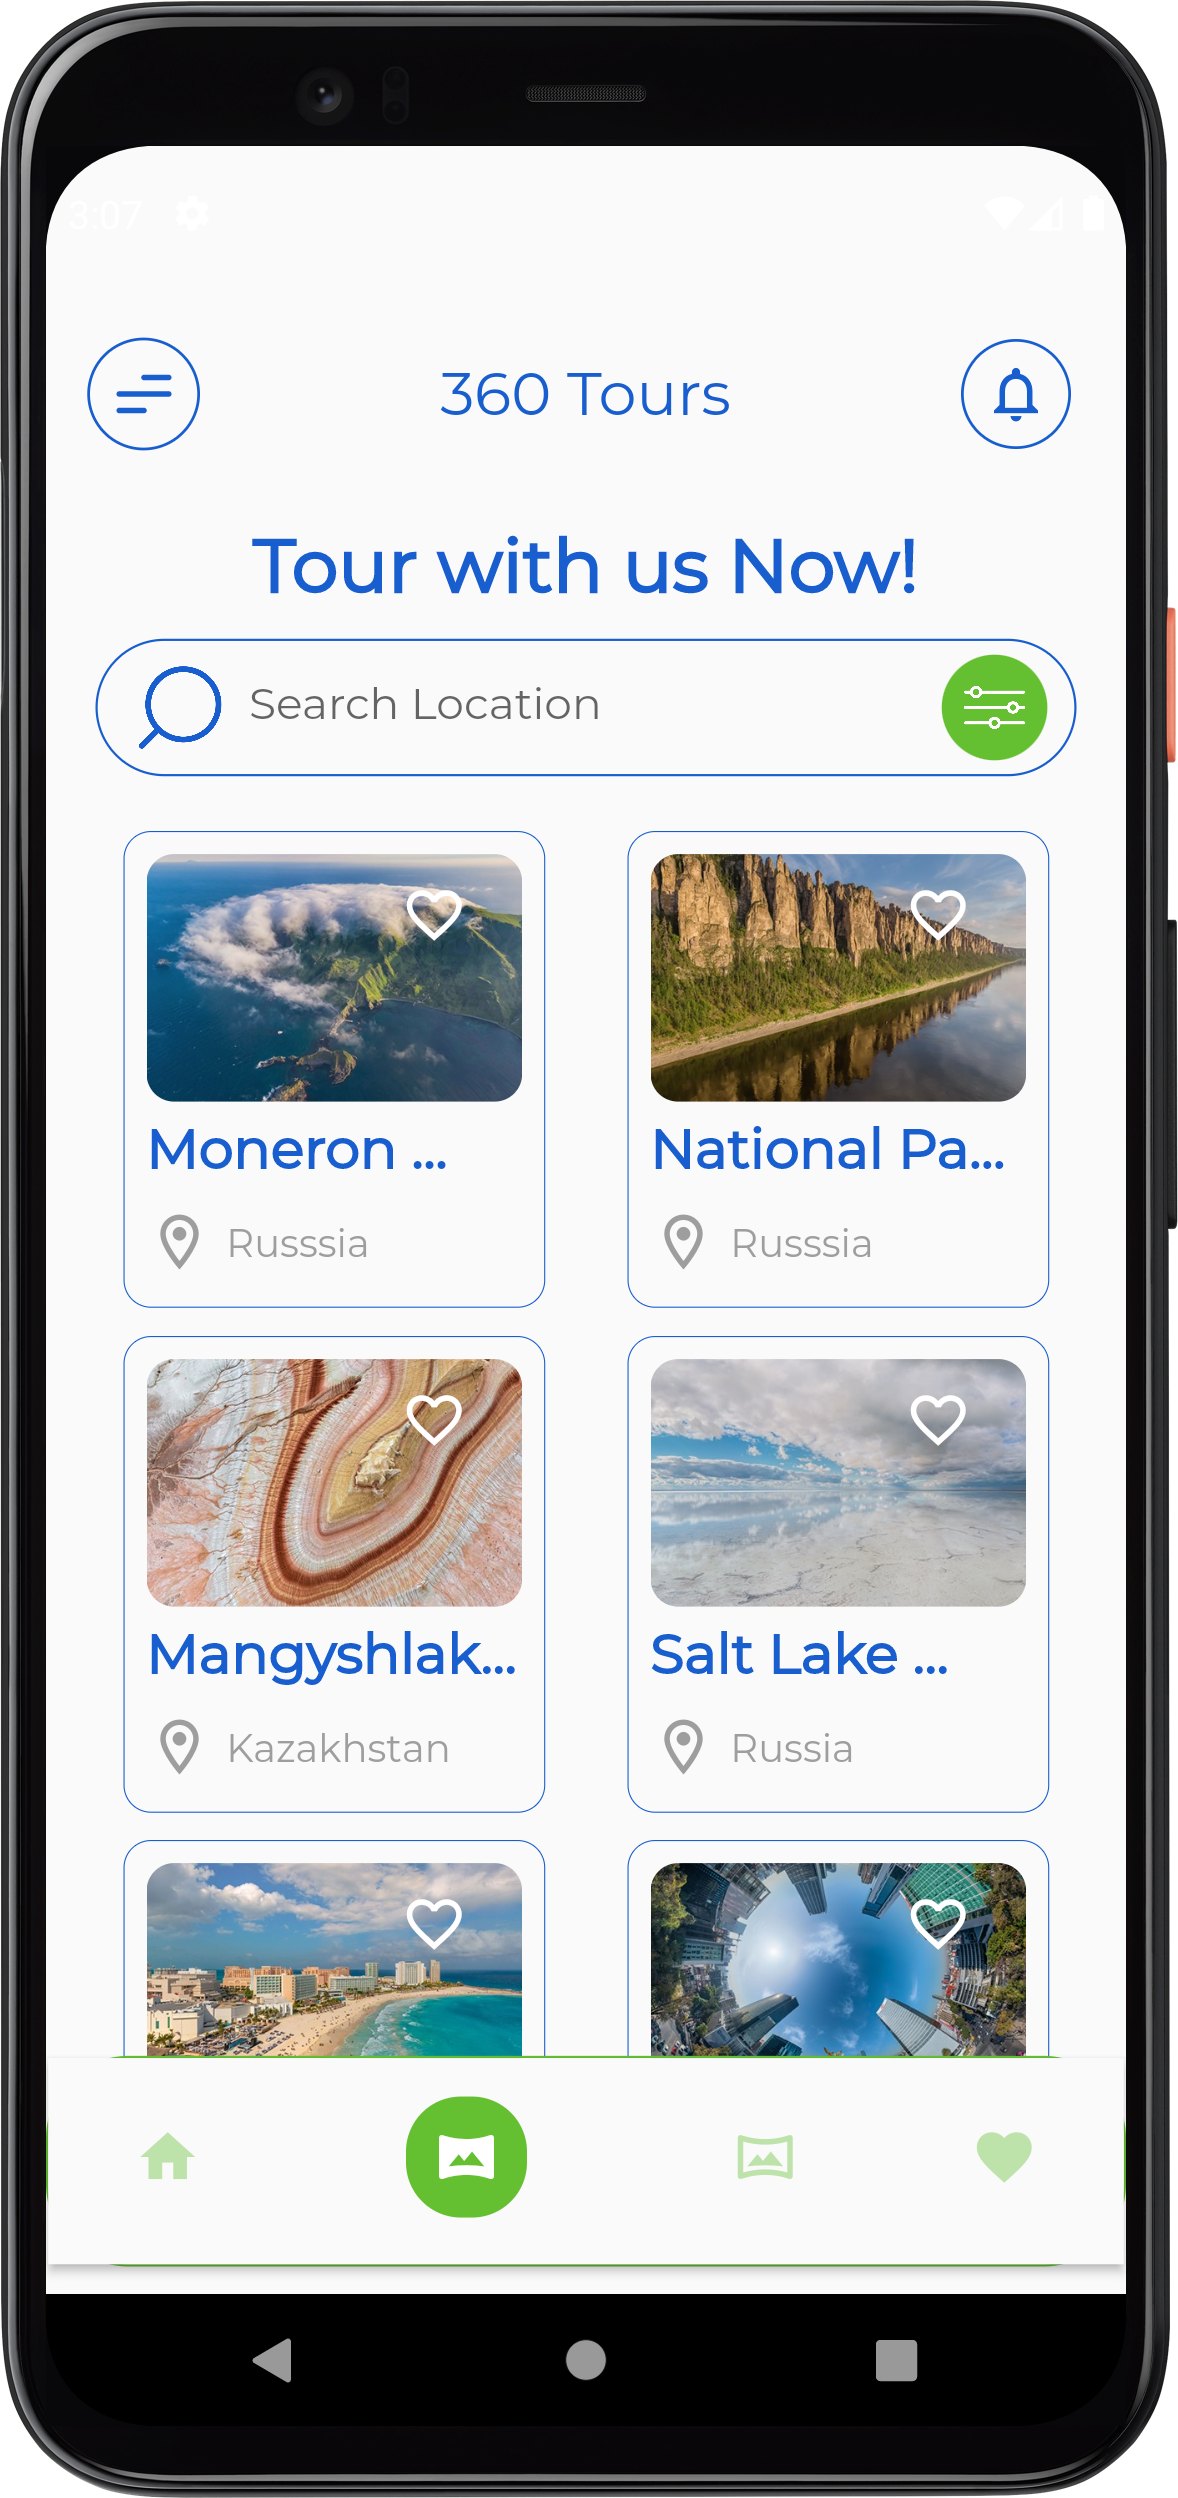 3:07
360 Tours
Tour with us Now!
Search Location
Moneron ...
National Pa...
Russsia
Russsia
Mangyshlak...
Salt Lake ...
Kazakhstan
Russia